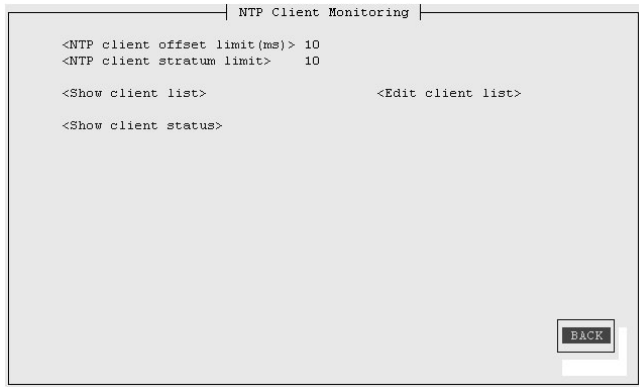 NTP Client Monitoring
<NTP client offset limit(ms)> 10
<NTP client stratum limit> 10
<Show client list> <Edit client list>
<Show client status>
BACK